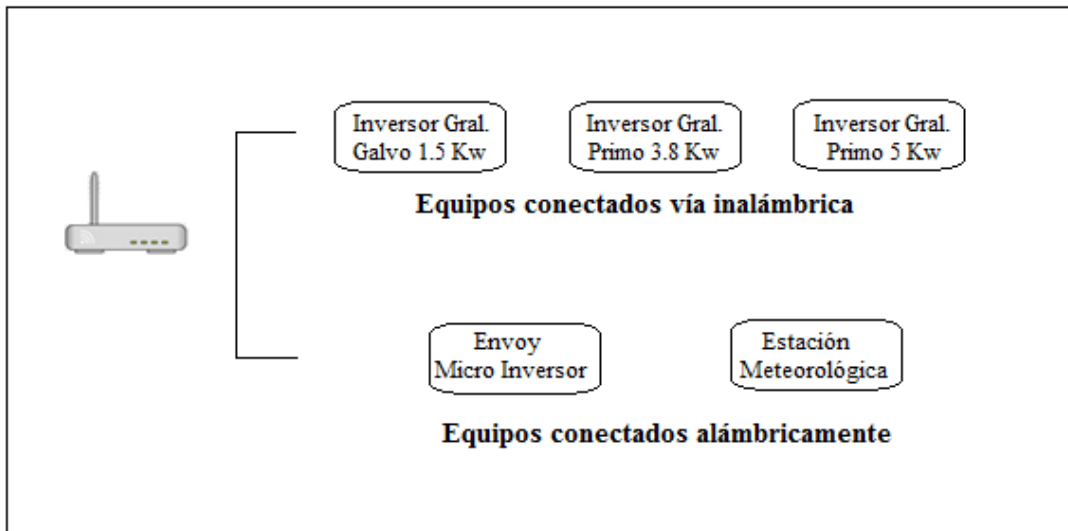 Inversor Gral.
Galvo 1.5 Kw
Inversor Gral.
Primo 3.8 Kw
Inversor Gral.
Primo 5 Kw
Equipos conectados vía inalámbrica
Envoy
Micro Inversor
Estación
Meteorológica
Equipos conectados alámbricamente